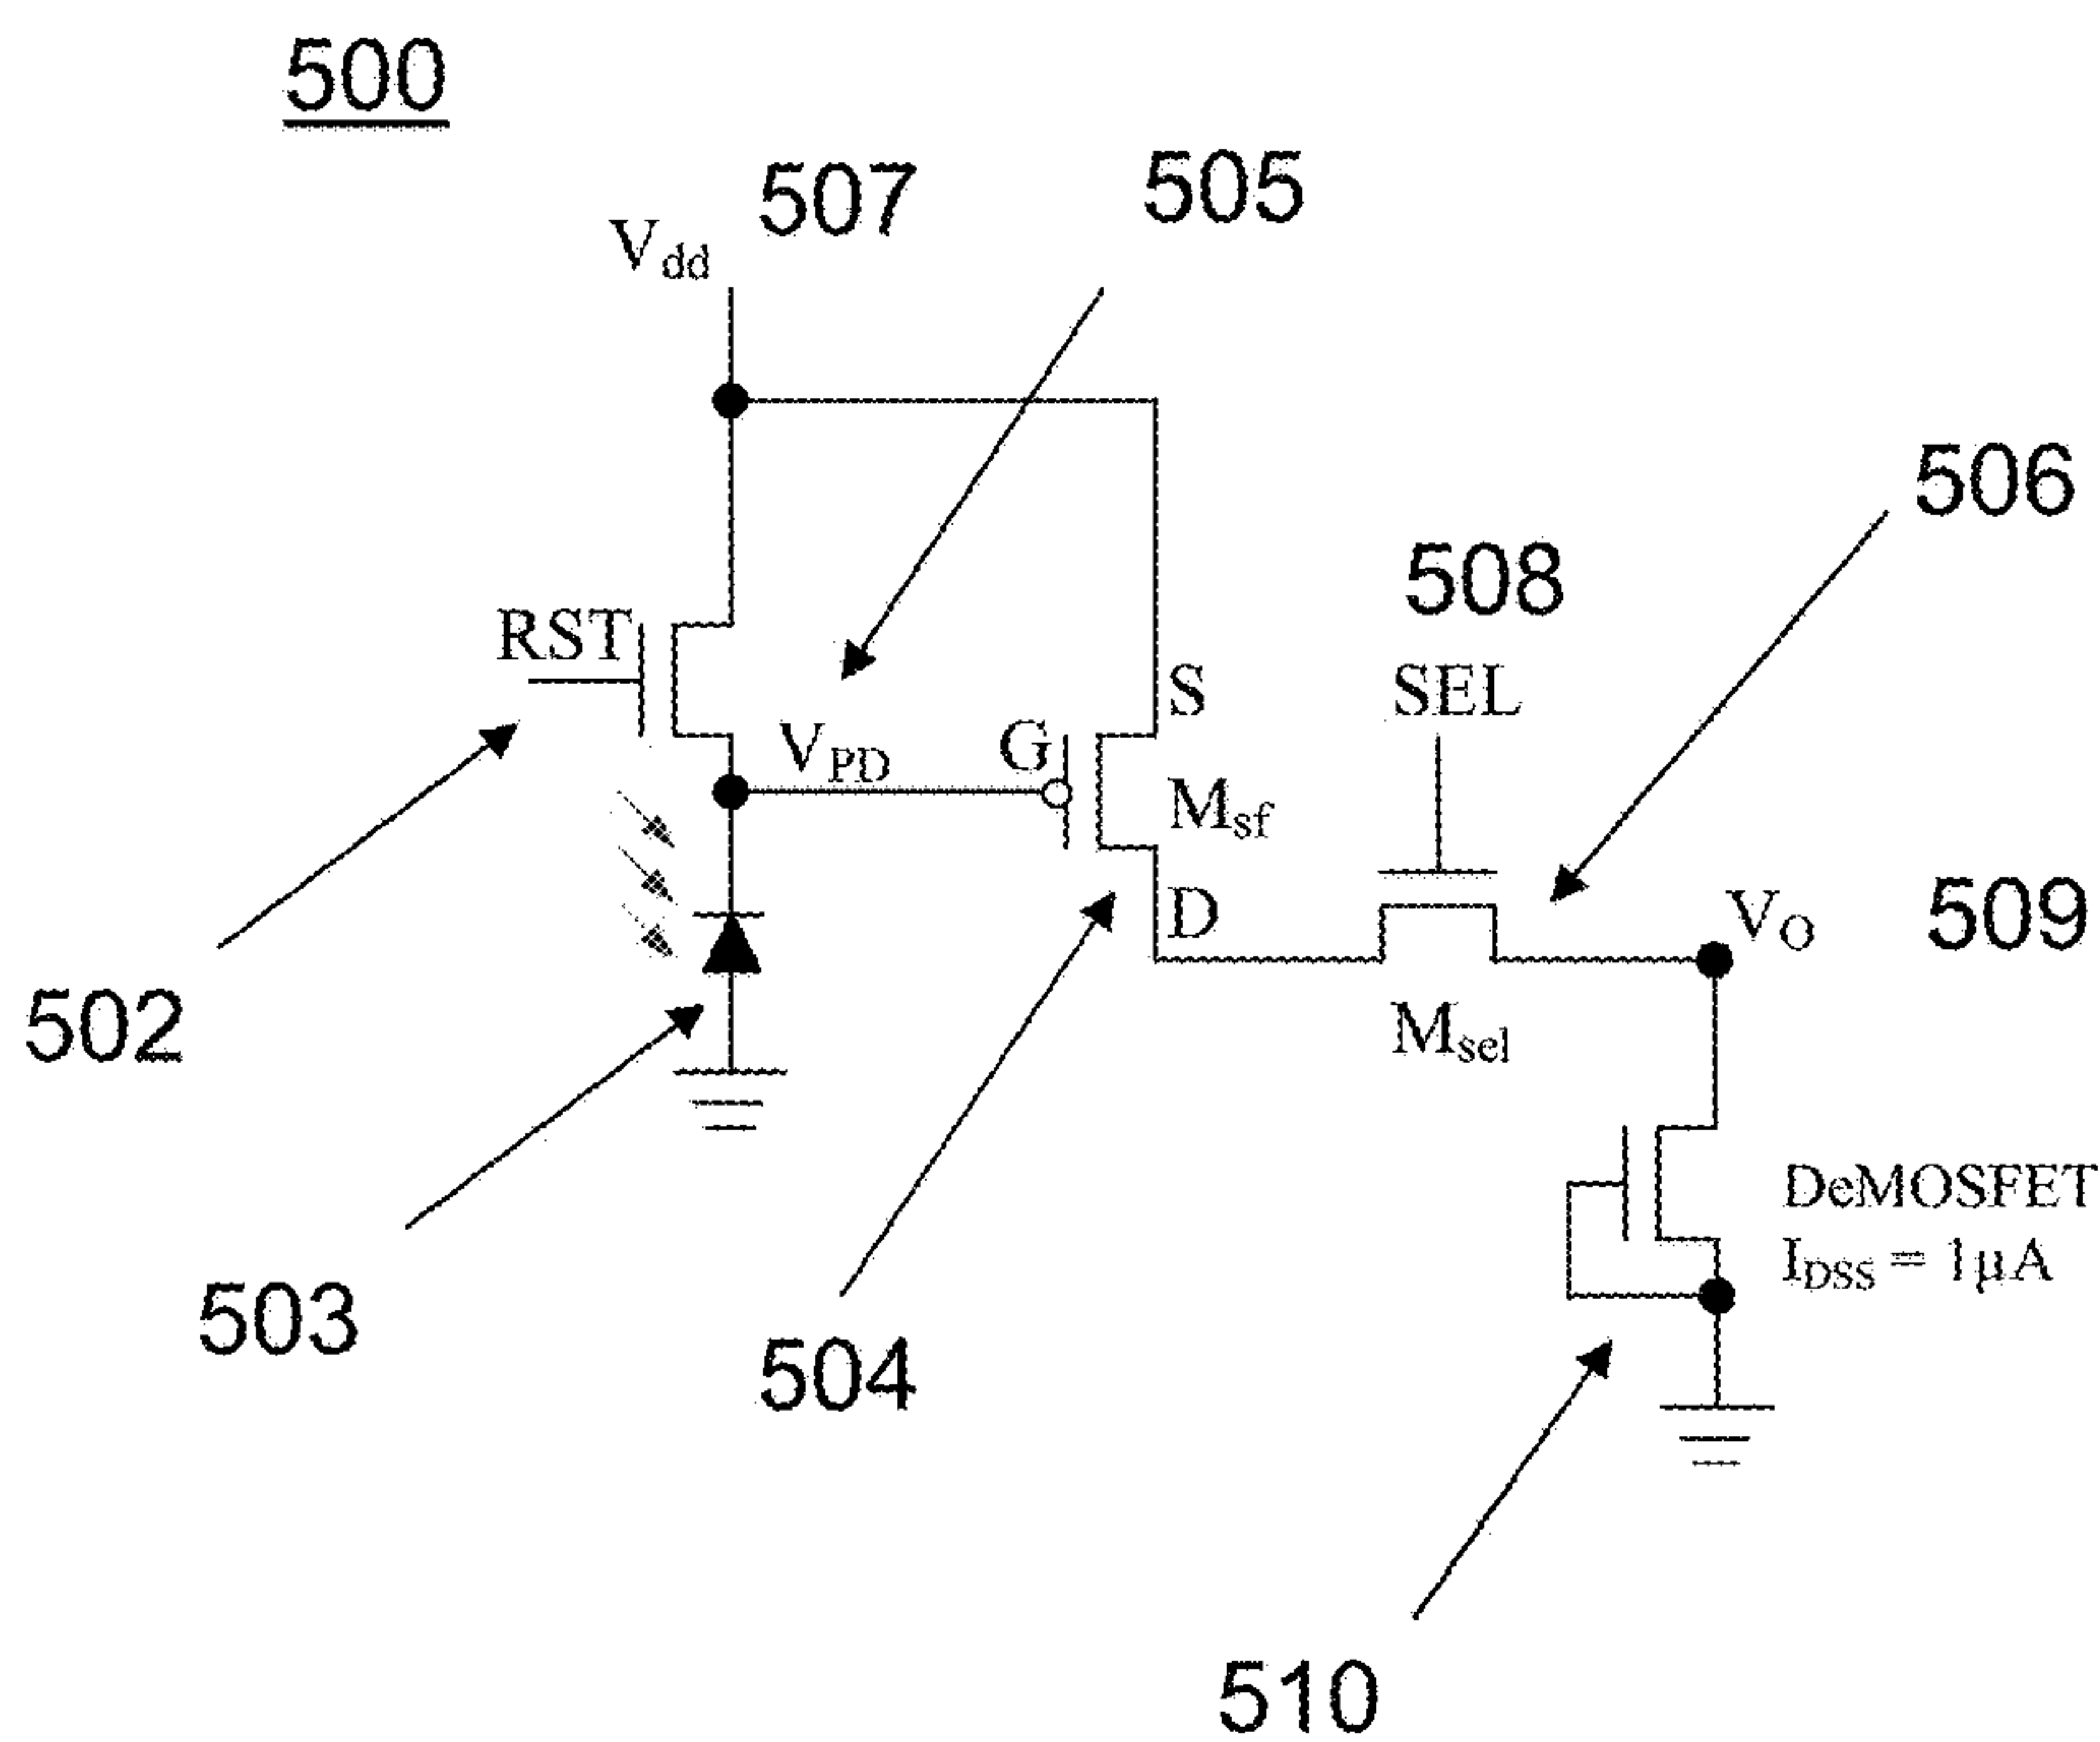 500
507
505
Vdd
506
508
RST
SEL
S
VPD
G
Msf
D
VO
509
502
Msel
DeMOSFET
IDSS = 1µA
503
504
510